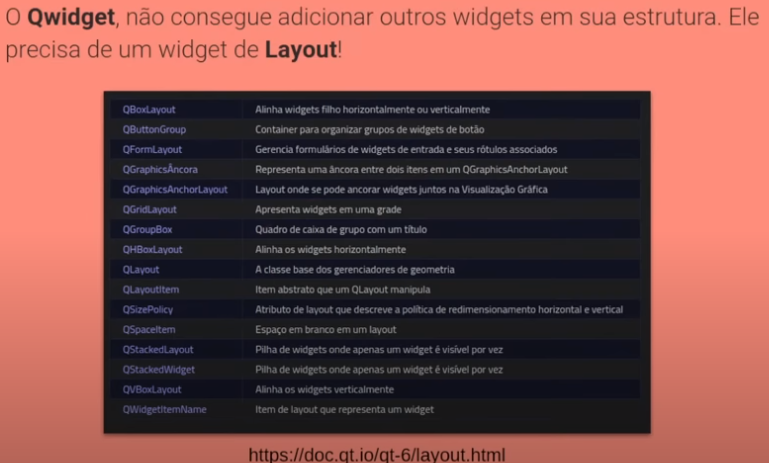 O Qwidget, não consegue adicionar outros widgets em sua estrutura. Ele
precisa de um widget de Layout!
QBoxLayout Alinha widgets filho horizontalmente ou verticalmente
QButtonGroup Container para organizar grupos de widgets de botão
QFormLayout Gerencia formulários de widgets de entrada e seus rótulos associados
QGraphicsÂncora Representa uma âncora entre dois itens em um QGraphicsAnchorLayout
QGraphicsAnchorLayout Layout onde se pode ancorar widgets juntos na Visualização Gráfica
QGridLayout Apresenta widgets em uma grade
QGroupBox Quadro de caixa de grupo com um título
QHBoxLayout Alinha os widgets horizontalmente
QLayout A classe base dos gerenciadores de geometria
QLayoutItem Item abstrato que um QLayout manipula
QSizePolicy Atributo de layout que descreve a política de redimensionamento horizontal e vertical
QSpaceItem Espaço em branco em um layout
QStackedLayout Pilha de widgets onde apenas um widget é visível por vez
QStackedWidget Pilha de widgets onde apenas um widget é visível por vez
QVBoxLayout Alinha os widgets verticalmente
QWidgetItemName Item de layout que representa um widget
https://doc.qt.io/qt-6/layout.html